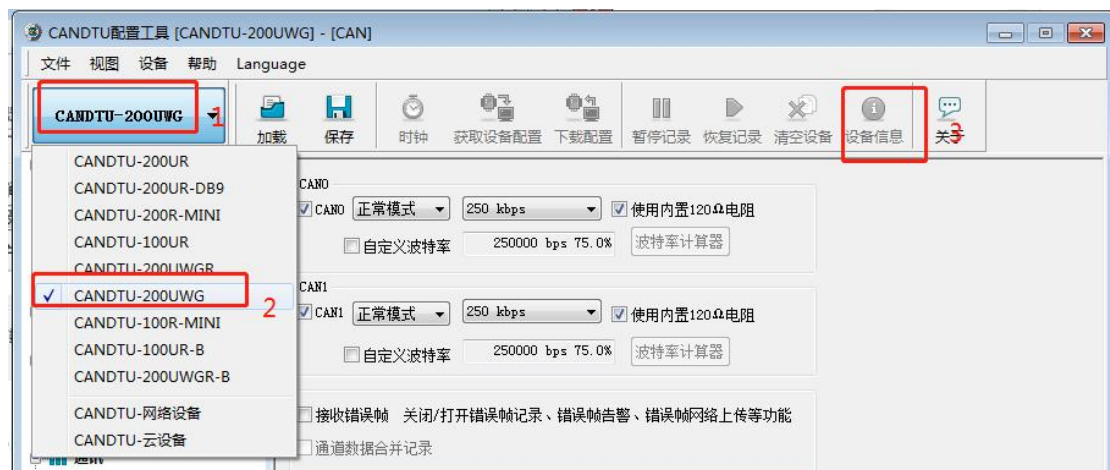 CANDTU配置工具 [CANDTU-200UWG] - [CAN]
文件 视图 设备 帮助 Language
CANDTU-200UWG 1
加载 保存 时钟 获取设备配置 下载配置 暂停记录 恢复记录 清空设备 设备信息 关于 3
CANDTU-200UR
CANDTU-200UR-DB9
CANDTU-200R-MINI
CANDTU-100UR
CANDTU-200UWGR
CANDTU-200UWG 2
CANDTU-100R-MINI
CANDTU-100UR-B
CANDTU-200UWGR-B
CANDTU-网络设备
CANDTU-云设备
通讯
CAN0
CAN0 正常模式 250 kbps 使用内置120Ω电阻
自定义波特率 250000 bps 75.0% 波特率计算器
CAN1
CAN1 正常模式 250 kbps 使用内置120Ω电阻
自定义波特率 250000 bps 75.0% 波特率计算器
接收错误帧 关闭/打开错误帧记录、错误帧告警、错误帧网络上传等功能
通道数据合并记录